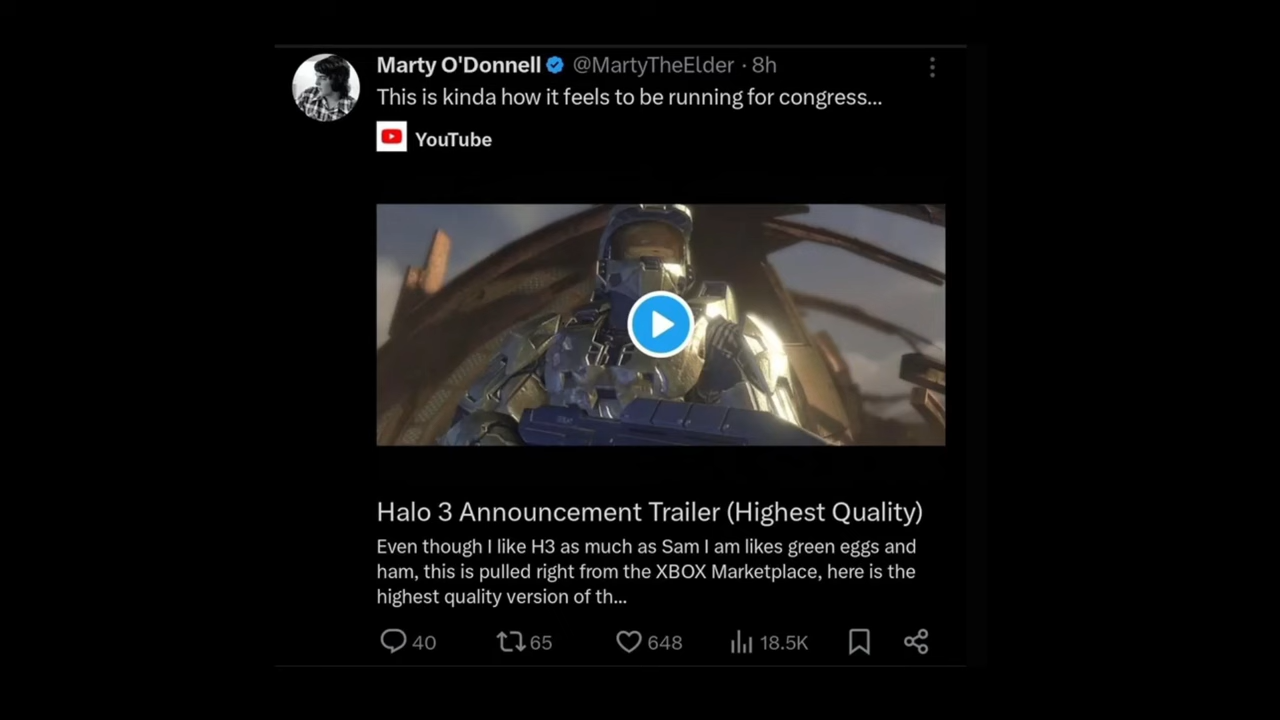 Marty O'Donnell @MartyTheElder · 8h
This is kinda how it feels to be running for congress...
YouTube
Halo 3 Announcement Trailer (Highest Quality)
Even though I like H3 as much as Sam I am likes green eggs and
ham, this is pulled right from the XBOX Marketplace, here is the
highest quality version of th...
40 65 648 18.5K